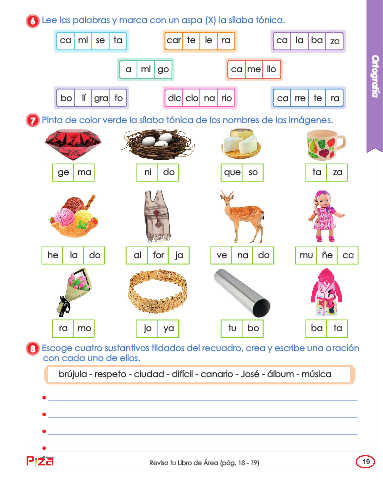 6 Lee las palabras y marca con un aspa (X) la sílaba tónica.
ca mi se ta   car te le ra   ca la ba za
a mi go   ca me llo
bo lí gra fo   dic cio na rio   ca rre te ra
7 Pinta de color verde la sílaba tónica de los nombres de las imágenes.
ge ma   ni do   que so   ta za
he la do   al for ja   ve na do   mu ñe ca
ra mo   jo ya   tu bo   ba ta
8 Escoge cuatro sustantivos tildados del recuadro, crea y escribe una oración
con cada uno de ellos.
brújula - respeto - ciudad - difícil - canario - José - álbum - música
Ortografía
Piza
Revisa tu Libro de Área (pág. 18 - 19)
19